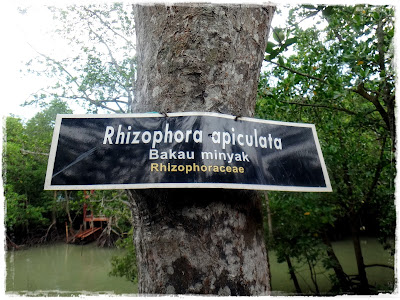 Rhizophora apiculata
Bakau minyak
Rhizophoraceae